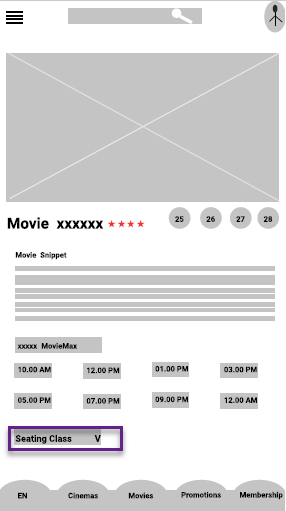 Movie xxxxxx ★★★★ 25 26 27 28
Movie Snippet
xxxxx MovieMax
10.00 AM 12.00 PM 01.00 PM 03.00 PM
05.00 PM 07.00 PM 09.00 PM 12.00 AM
Seating Class V
EN Cinemas Movies Promotions Membership